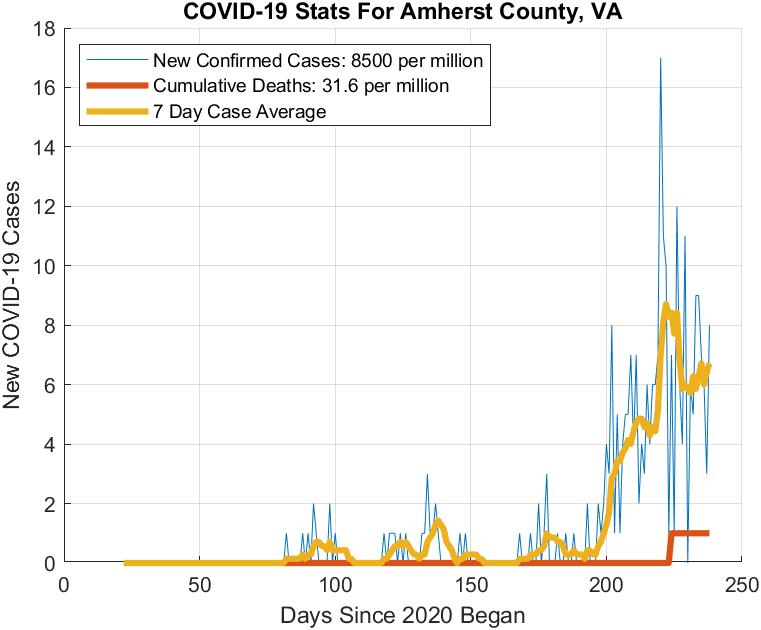 COVID-19 Stats For Amherst County, VA
18
16
14
12
10
8
6
4
2
0
New Confirmed Cases: 8500 per million
Cumulative Deaths: 31.6 per million
7 Day Case Average
New COVID-19 Cases
0 50 100 150 200 250
Days Since 2020 Began